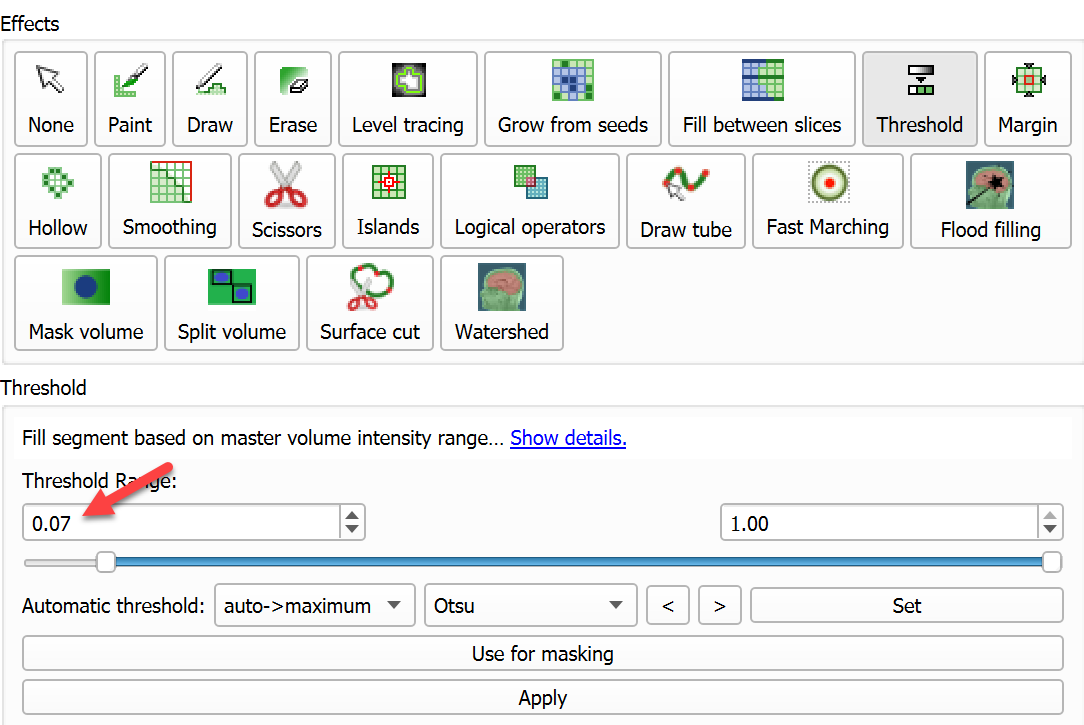 Effects
None Paint Draw Erase Level tracing Grow from seeds Fill between slices Threshold Margin
Hollow Smoothing Scissors Islands Logical operators Draw tube Fast Marching Flood filling
Mask volume Split volume Surface cut Watershed
Threshold
Fill segment based on master volume intensity range... Show details.
Threshold Range:
0.07 1.00
Automatic threshold: auto->maximum Otsu < > Set
Use for masking
Apply